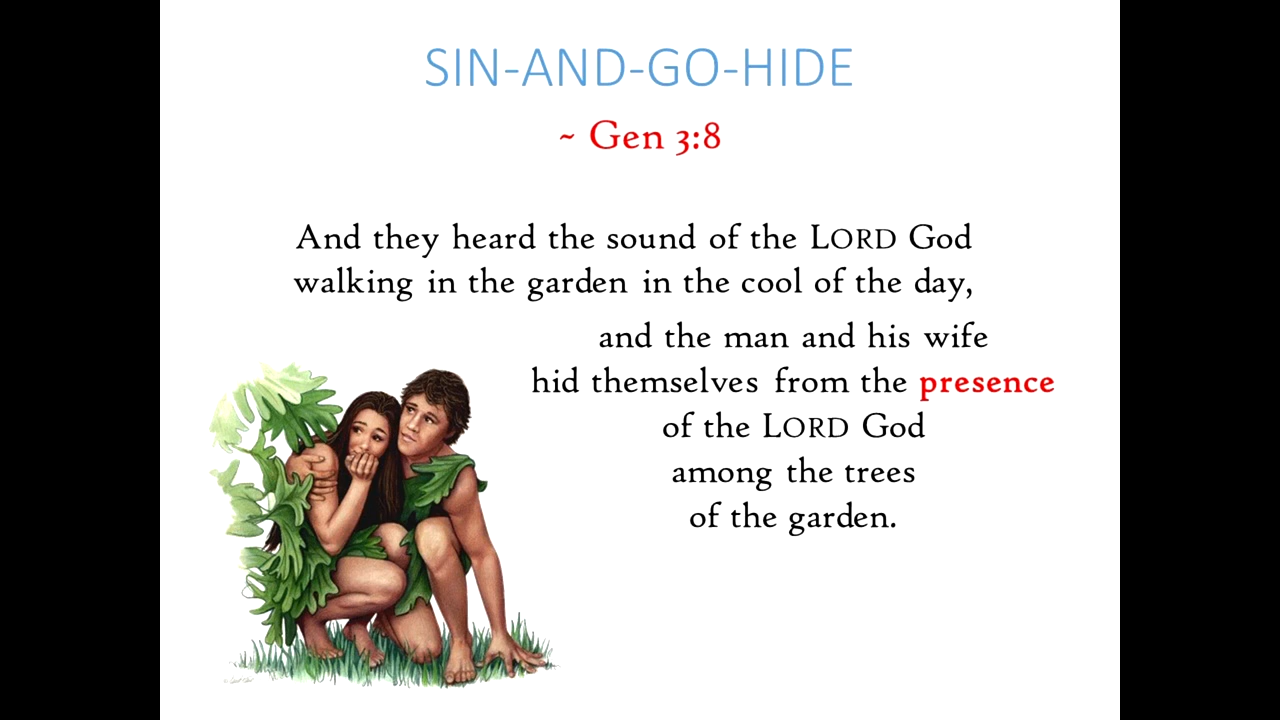 SIN-AND-GO-HIDE
~ Gen 3:8
And they heard the sound of the LORD God
walking in the garden in the cool of the day,
and the man and his wife
hid themselves from the presence
of the LORD God
among the trees
of the garden.